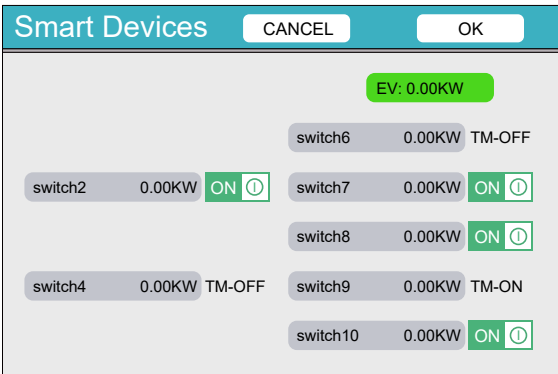 Smart Devices CANCEL OK
EV: 0.00KW
switch6 0.00KW TM-OFF
switch2 0.00KW ON switch7 0.00KW ON
switch8 0.00KW ON
switch4 0.00KW TM-OFF switch9 0.00KW TM-ON
switch10 0.00KW ON